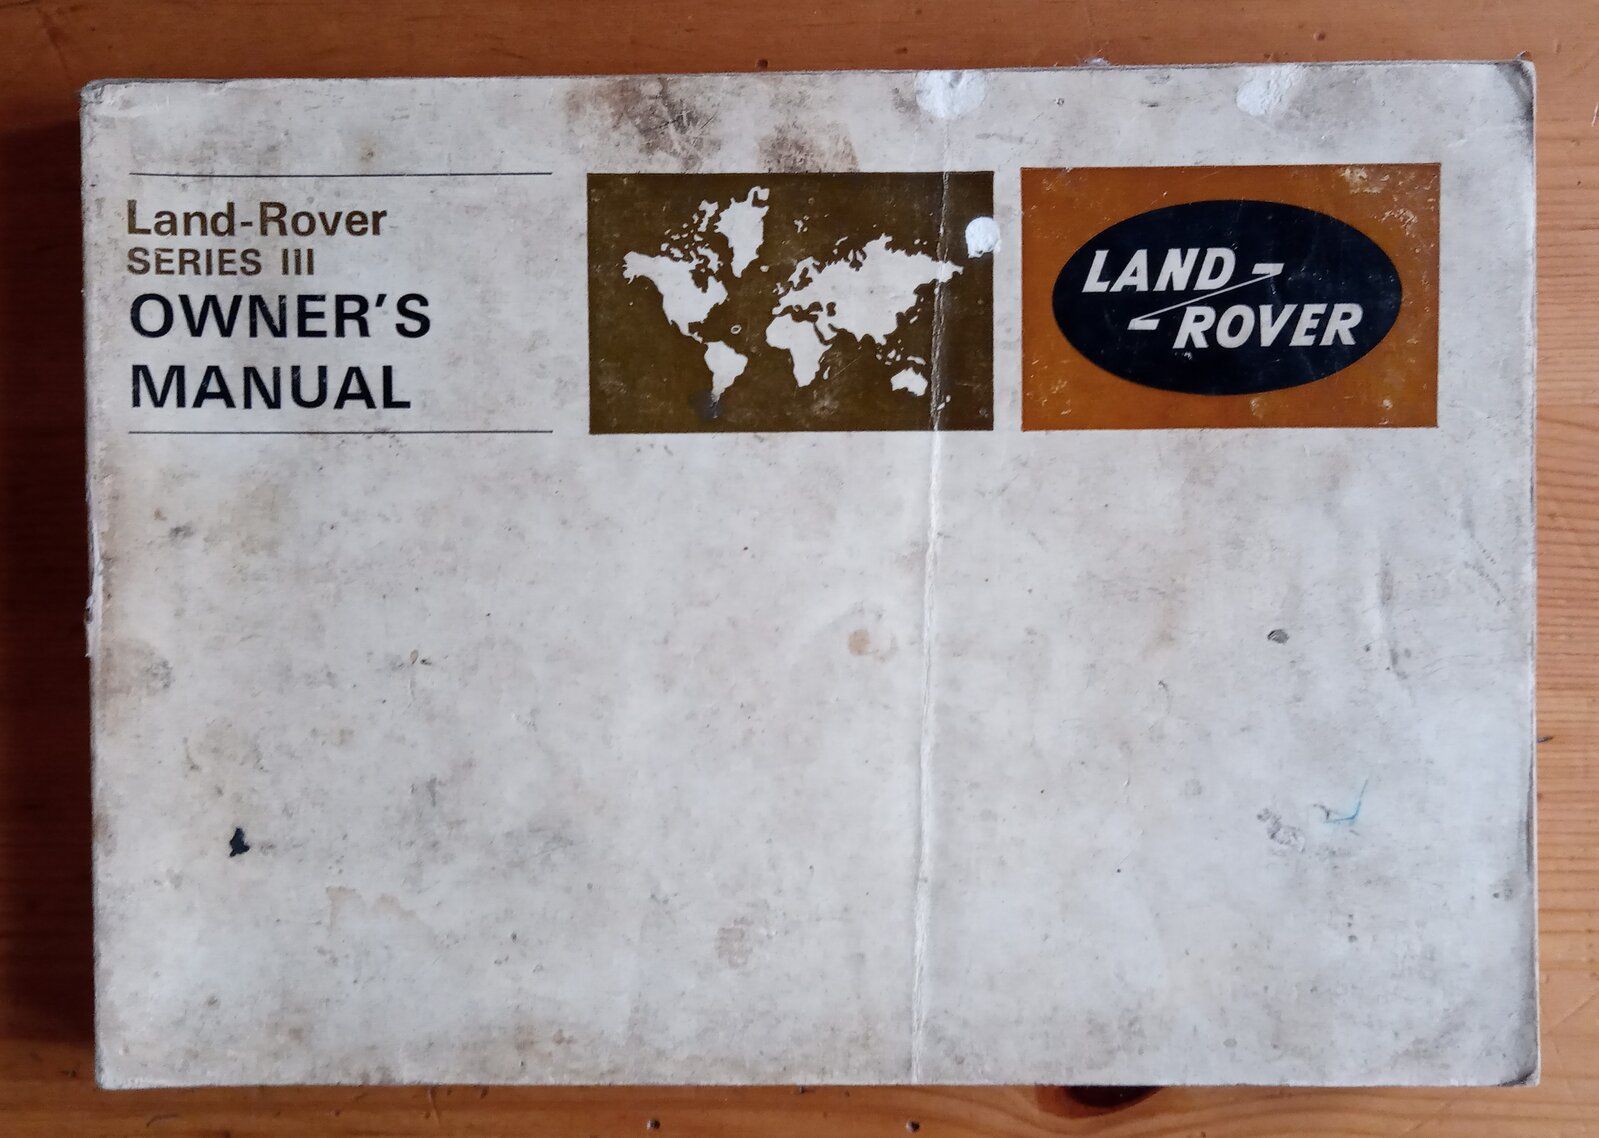 Land-Rover
SERIES III
OWNER'S
MANUAL
LAND-
-ROVER